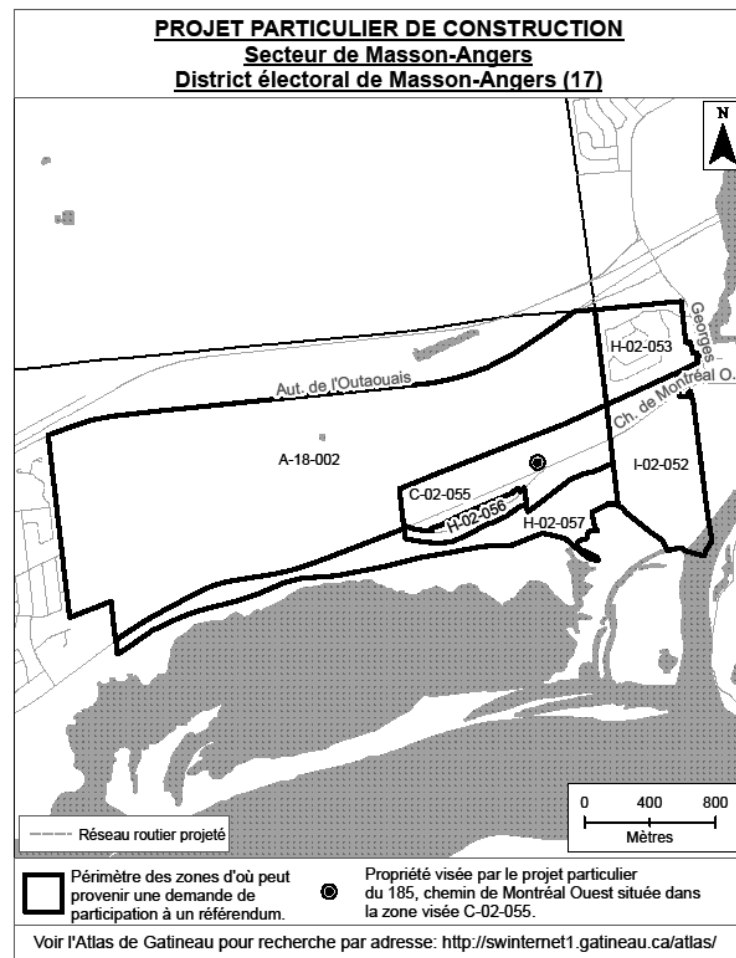 PROJET PARTICULIER DE CONSTRUCTION
Secteur de Masson-Angers
District électoral de Masson-Angers (17)
N
Georges
H-02-053
Aut. de l'Outaouais
Ch. de Montréal O.
A-18-002
I-02-052
C-02-055
H-02-056
H-02-057
0 400 800
Mètres
Réseau routier projeté
Périmètre des zones d'où peut
provenir une demande de
participation à un référendum.
Propriété visée par le projet particulier
du 185, chemin de Montréal Ouest située dans
la zone visée C-02-055.
Voir l'Atlas de Gatineau pour recherche par adresse: http://swinternet1.gatineau.ca/atlas/